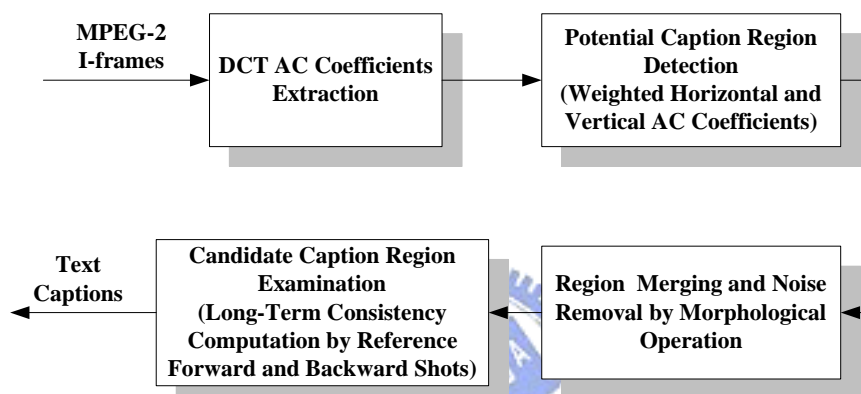 MPEG-2
I-frames
DCT AC Coefficients
Extraction
Potential Caption Region
Detection
(Weighted Horizontal and
Vertical AC Coefficients)
Text
Captions
Candidate Caption Region
Examination
(Long-Term Consistency
Computation by Reference
Forward and Backward Shots)
Region Merging and Noise
Removal by Morphological
Operation